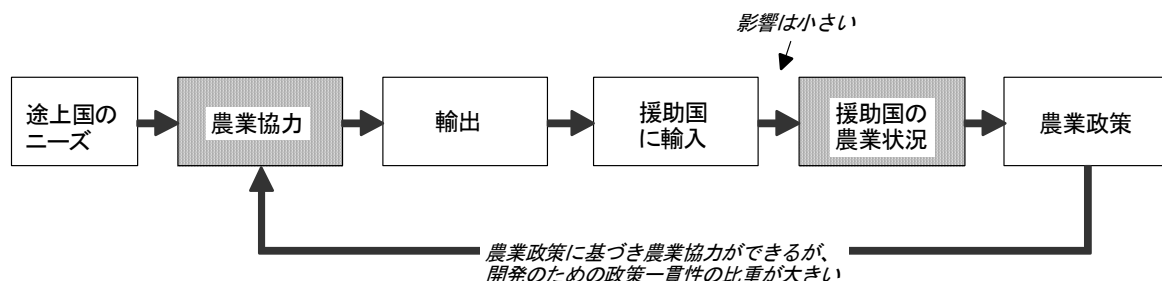 影響は小さい
途上国の
ニーズ
農業協力
輸出
援助国
に輸入
援助国の
農業状況
農業政策
農業政策に基づき農業協力ができるが、
開発のための政策一貫性の比重が大きい